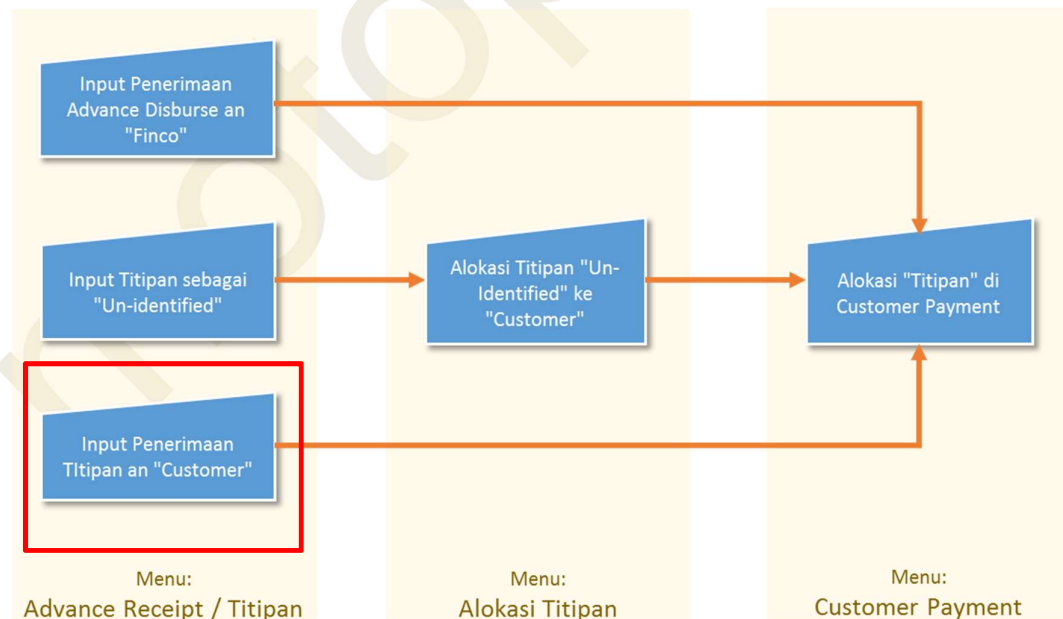 Input Penerimaan
Advance Disburse an
"Finco"
Input Titipan sebagai
"Un-identified"
Alokasi Titipan "Un-
Identified" ke
"Customer"
Alokasi "Titipan" di
Customer Payment
Input Penerimaan
TItipan an "Customer"
Menu:
Advance Receipt / Titipan
Menu:
Alokasi Titipan
Menu:
Customer Payment